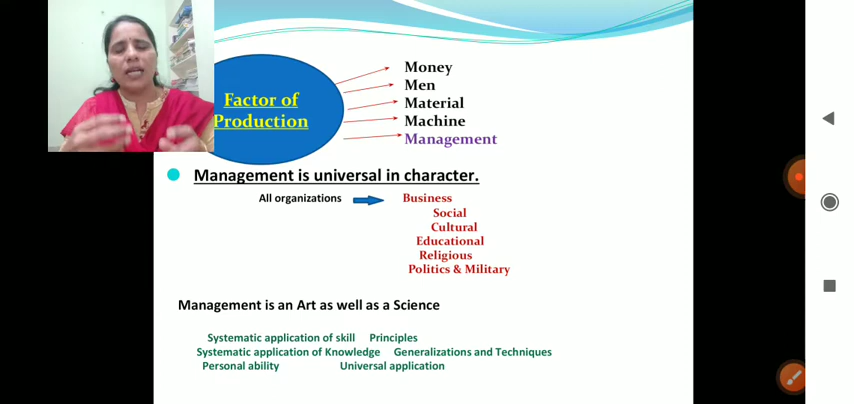 Factor of
Production
Money
Men
Material
Machine
Management
Management is universal in character.
All organizations
Business
Social
Cultural
Educational
Religious
Politics & Military
Management is an Art as well as a Science
Systematic application of skill Principles
Systematic application of Knowledge Generalizations and Techniques
Personal ability Universal application